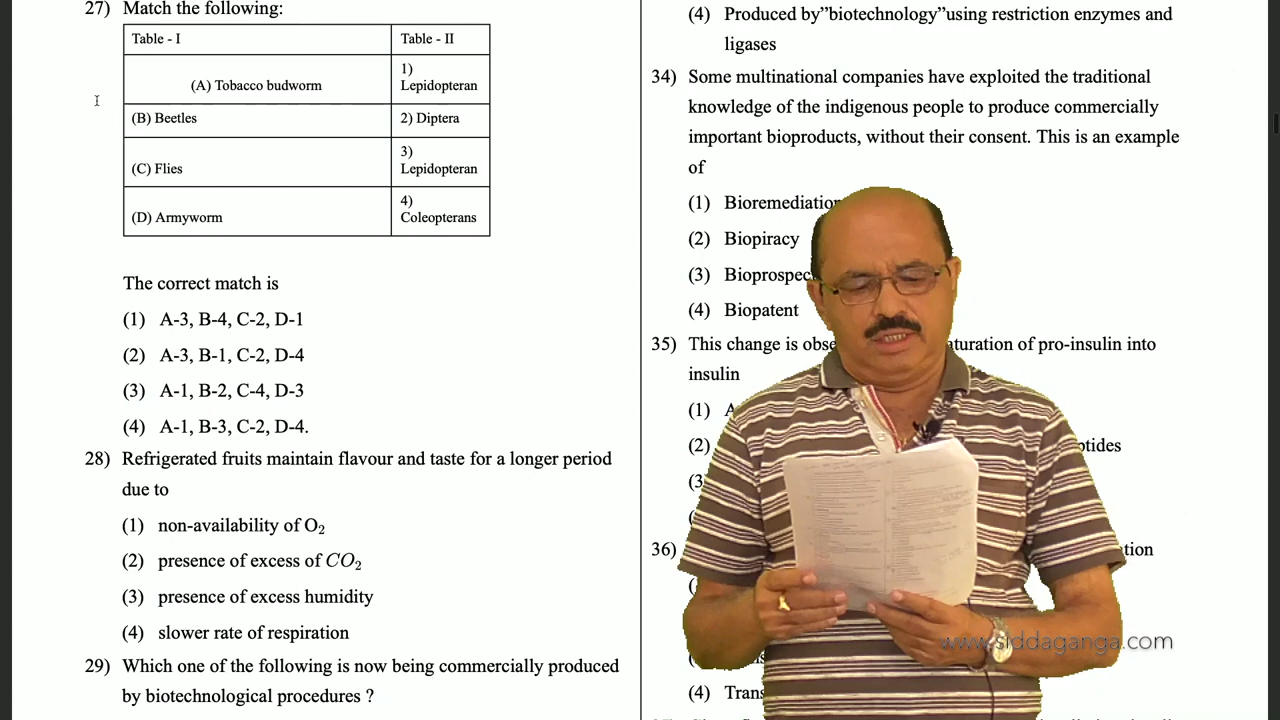 27) Match the following:
Table - I Table - II
(A) Tobacco budworm 1) Lepidopteran
(B) Beetles 2) Diptera
(C) Flies 3) Lepidopteran
(D) Armyworm 4) Coleopterans
The correct match is
(1) A-3, B-4, C-2, D-1
(2) A-3, B-1, C-2, D-4
(3) A-1, B-2, C-4, D-3
(4) A-1, B-3, C-2, D-4.
28) Refrigerated fruits maintain flavour and taste for a longer period
due to
(1) non-availability of O₂
(2) presence of excess of CO₂
(3) presence of excess humidity
(4) slower rate of respiration
29) Which one of the following is now being commercially produced
by biotechnological procedures ?
(4) Produced by”biotechnology”using restriction enzymes and
ligases
34) Some multinational companies have exploited the traditional
knowledge of the indigenous people to produce commercially
important bioproducts, without their consent. This is an example
of
(1)
(2) Biopiracy
(3)
(4) Biopatent
35) This change is of pro-insulin into
insulin
(1)
(2)
36)
(4)
www.siddaganga.com